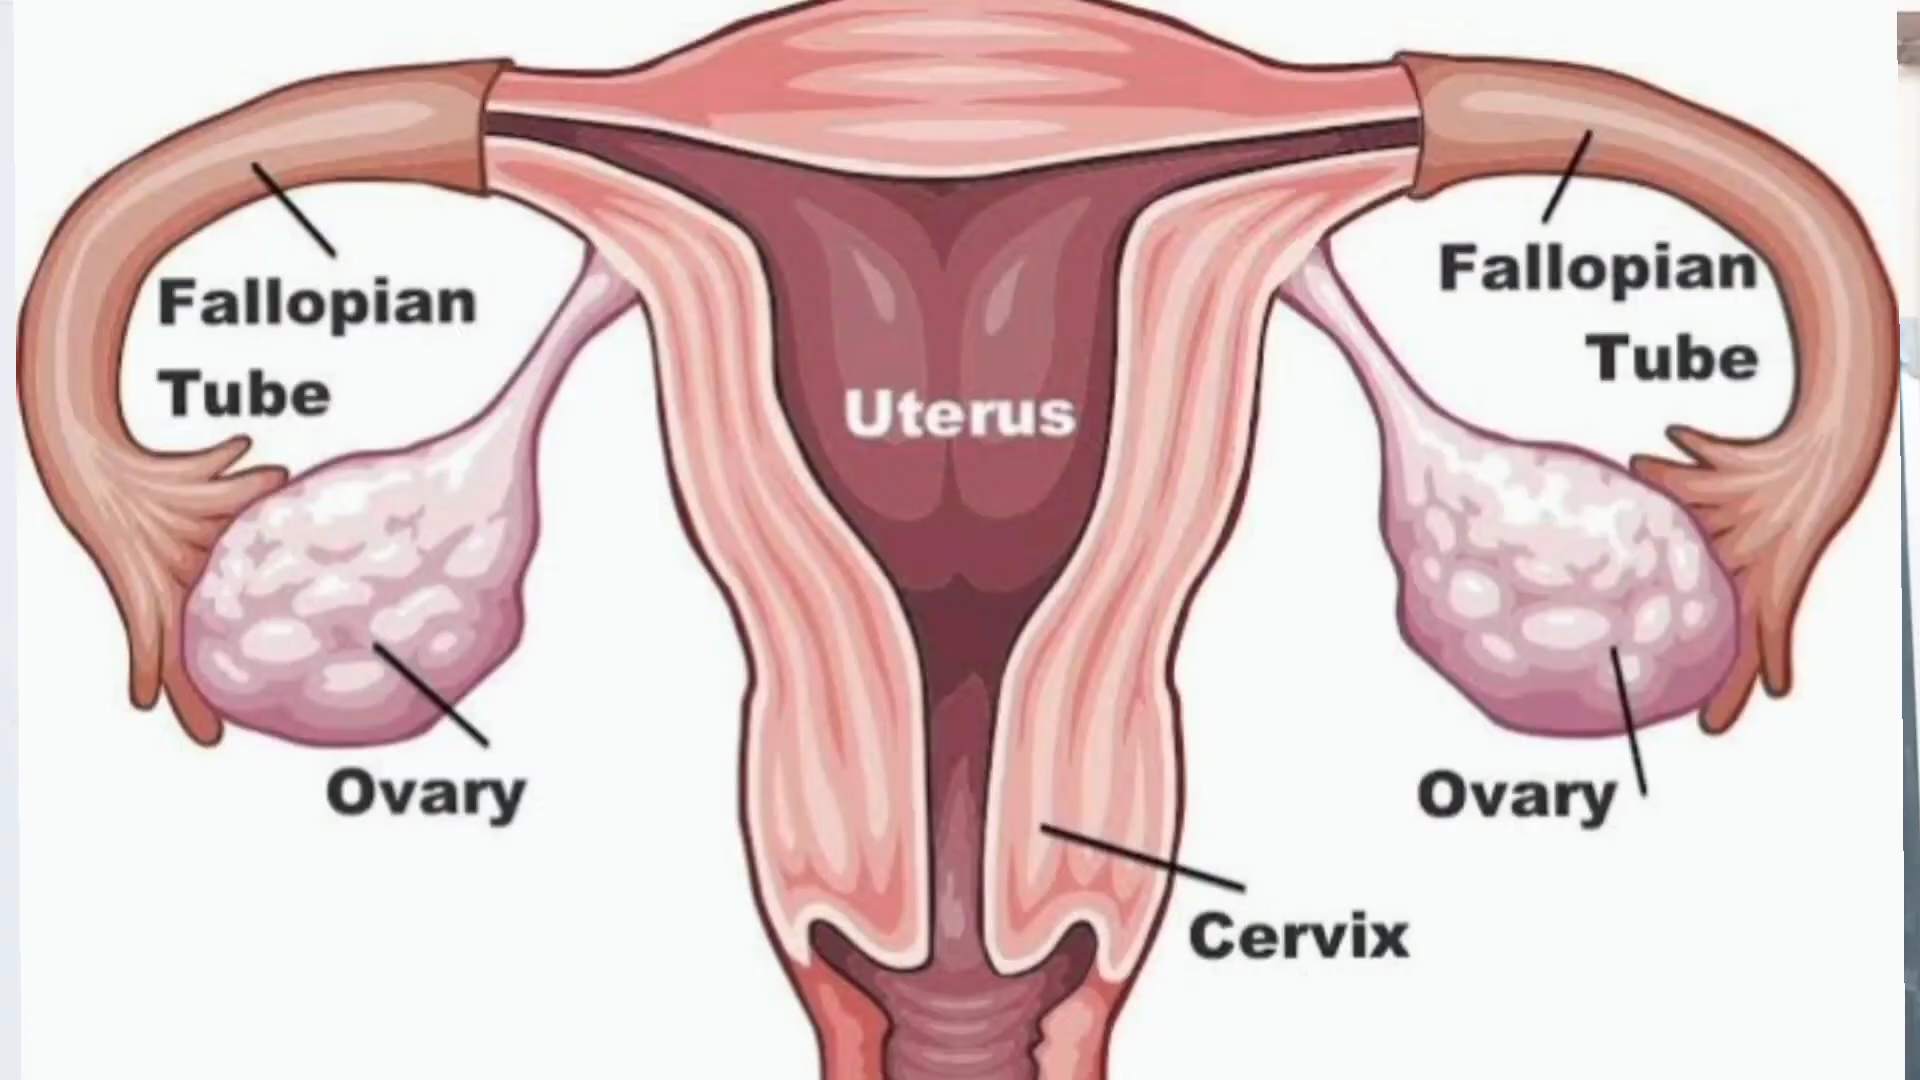 Fallopian
Tube
Fallopian
Tube
Uterus
Ovary
Ovary
Cervix